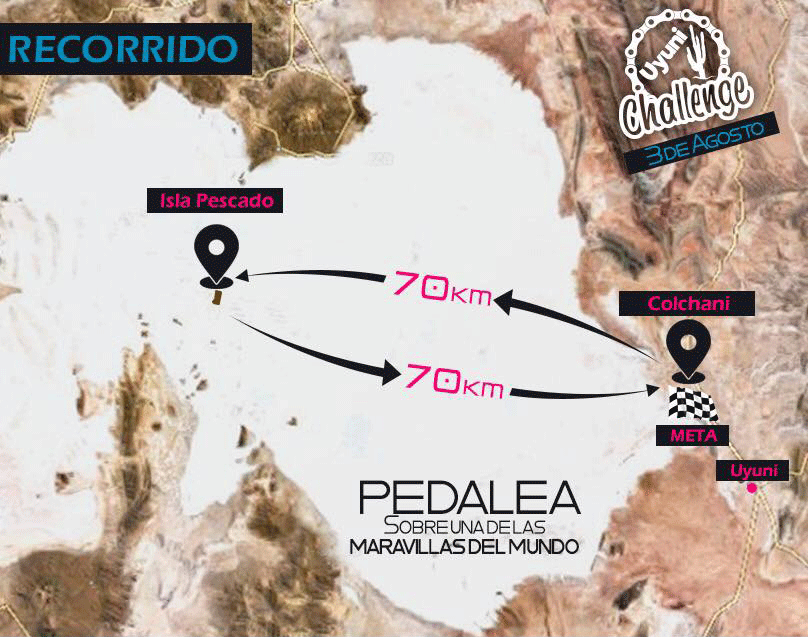 RECORRIDO
Uyuni
Challenge
3 DE AGOSTO
Isla Pescado
70KM
Colchani
70KM
META
Uyuni
PEDALEA
SOBRE UNA DE LAS
MARAVILLAS DEL MUNDO